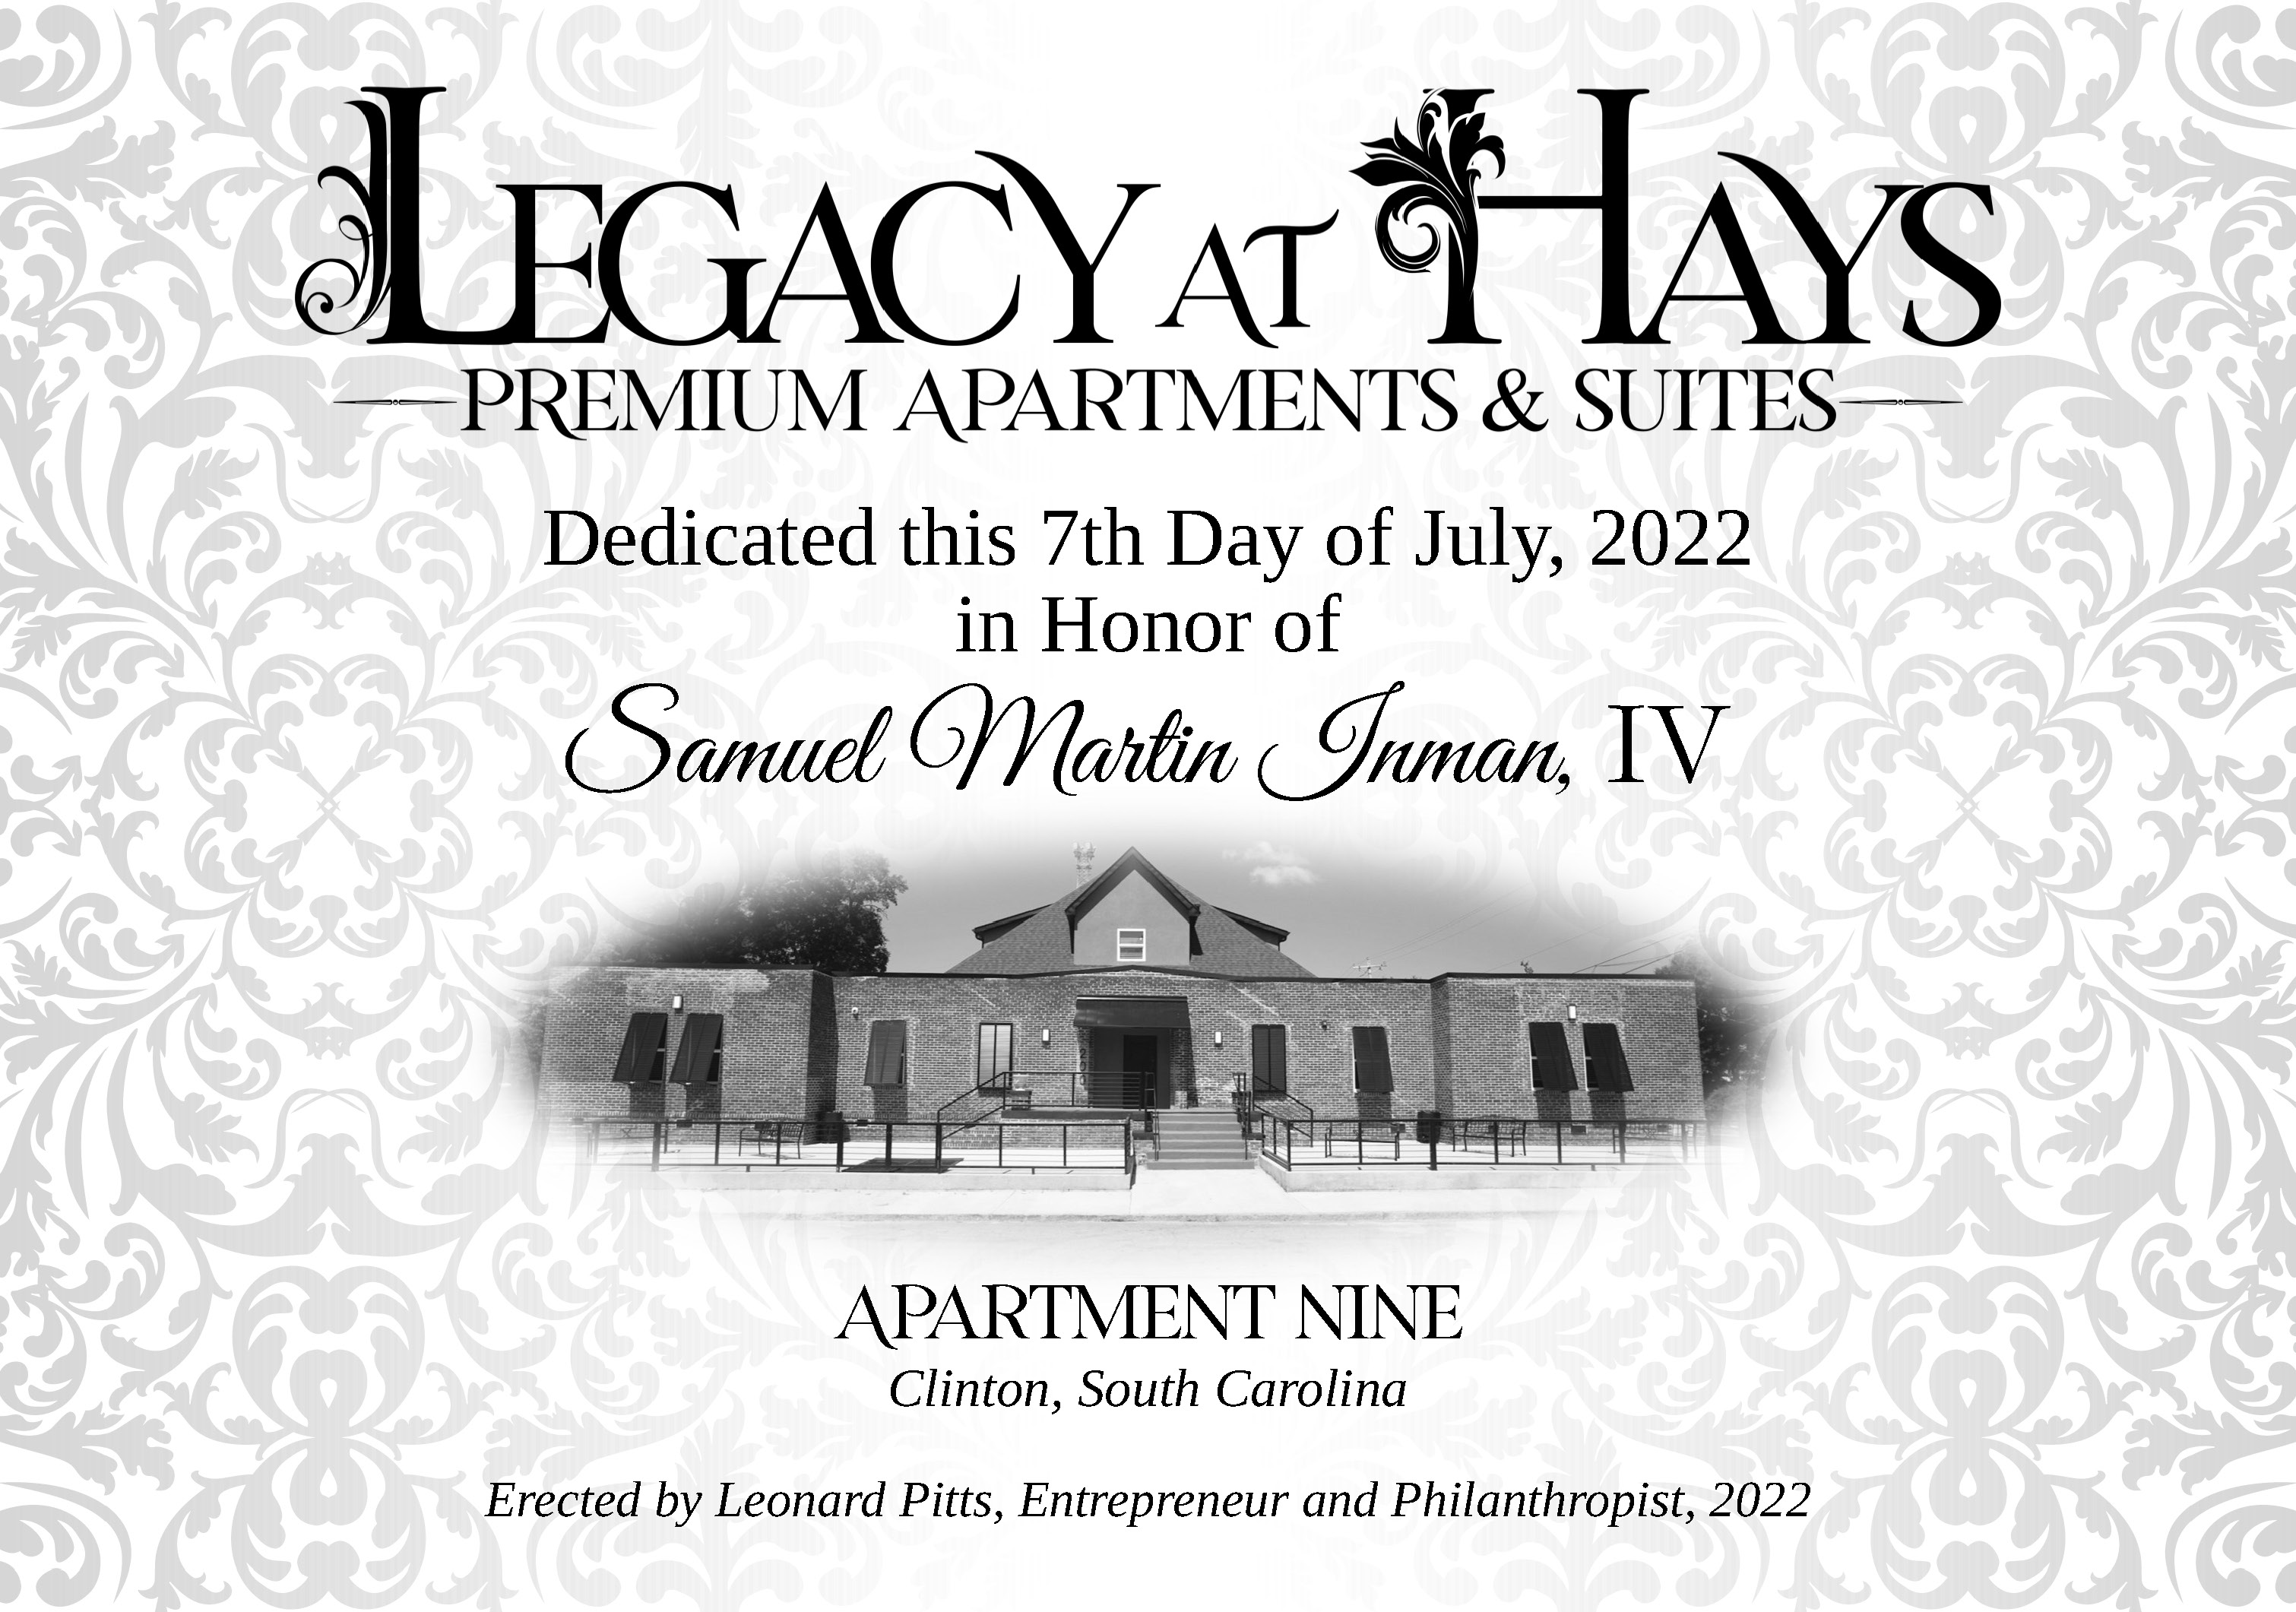 LEGACY AT HAYS
PREMIUM APARTMENTS & SUITES
Dedicated this 7th Day of July, 2022
in Honor of
Samuel Martin Inman, IV
APARTMENT NINE
Clinton, South Carolina
Erected by Leonard Pitts, Entrepreneur and Philanthropist, 2022